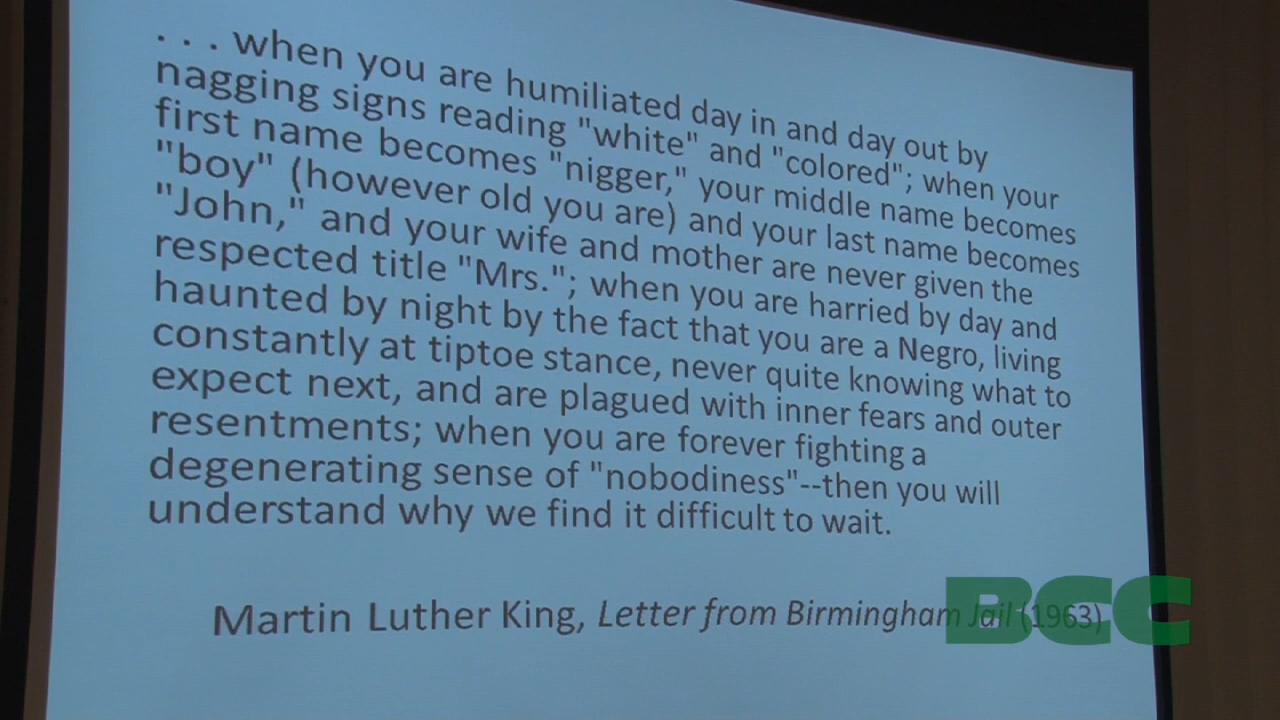 . . . when you are humiliated day in and day out by
nagging signs reading "white" and "colored"; when your
first name becomes "nigger," your middle name becomes
"boy" (however old you are) and your last name becomes
"John," and your wife and mother are never given the
respected title "Mrs."; when you are harried by day and
haunted by night by the fact that you are a Negro, living
constantly at tiptoe stance, never quite knowing what to
expect next, and are plagued with inner fears and outer
resentments; when you are forever fighting a
degenerating sense of "nobodiness"--then you will
understand why we find it difficult to wait.
Martin Luther King, Letter from Birmingham Jail (1963)
BCC